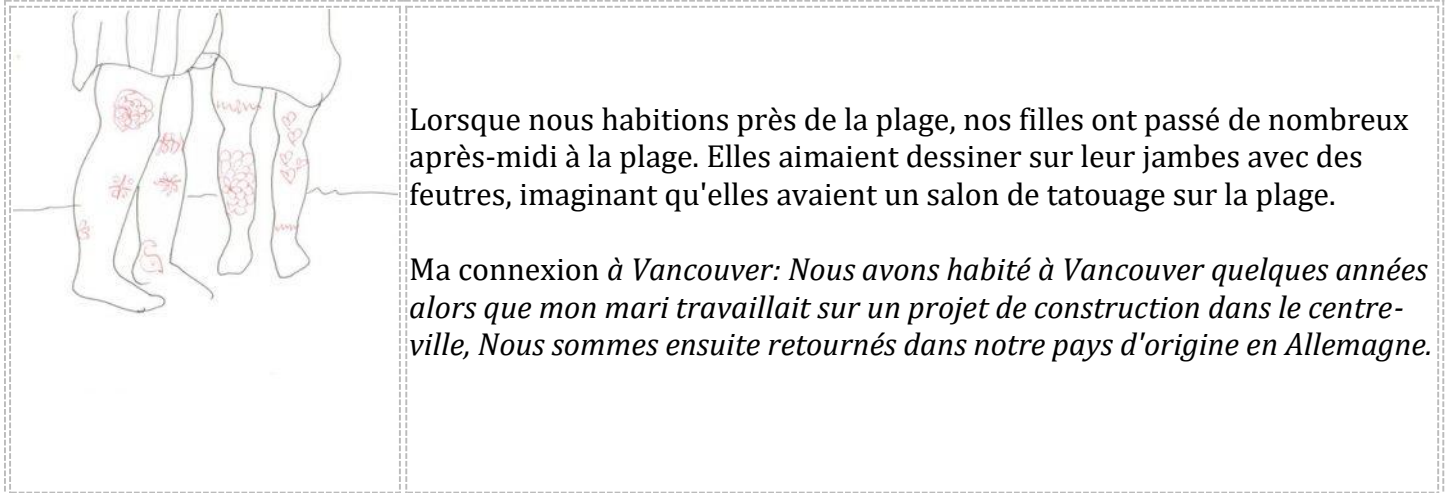 Lorsque nous habitions près de la plage, nos filles ont passé de nombreux
après-midi à la plage. Elles aimaient dessiner sur leur jambes avec des
feutres, imaginant qu'elles avaient un salon de tatouage sur la plage.
Ma connexion à Vancouver: Nous avons habité à Vancouver quelques années
alors que mon mari travaillait sur un projet de construction dans le centre-
ville, Nous sommes ensuite retournés dans notre pays d'origine en Allemagne.